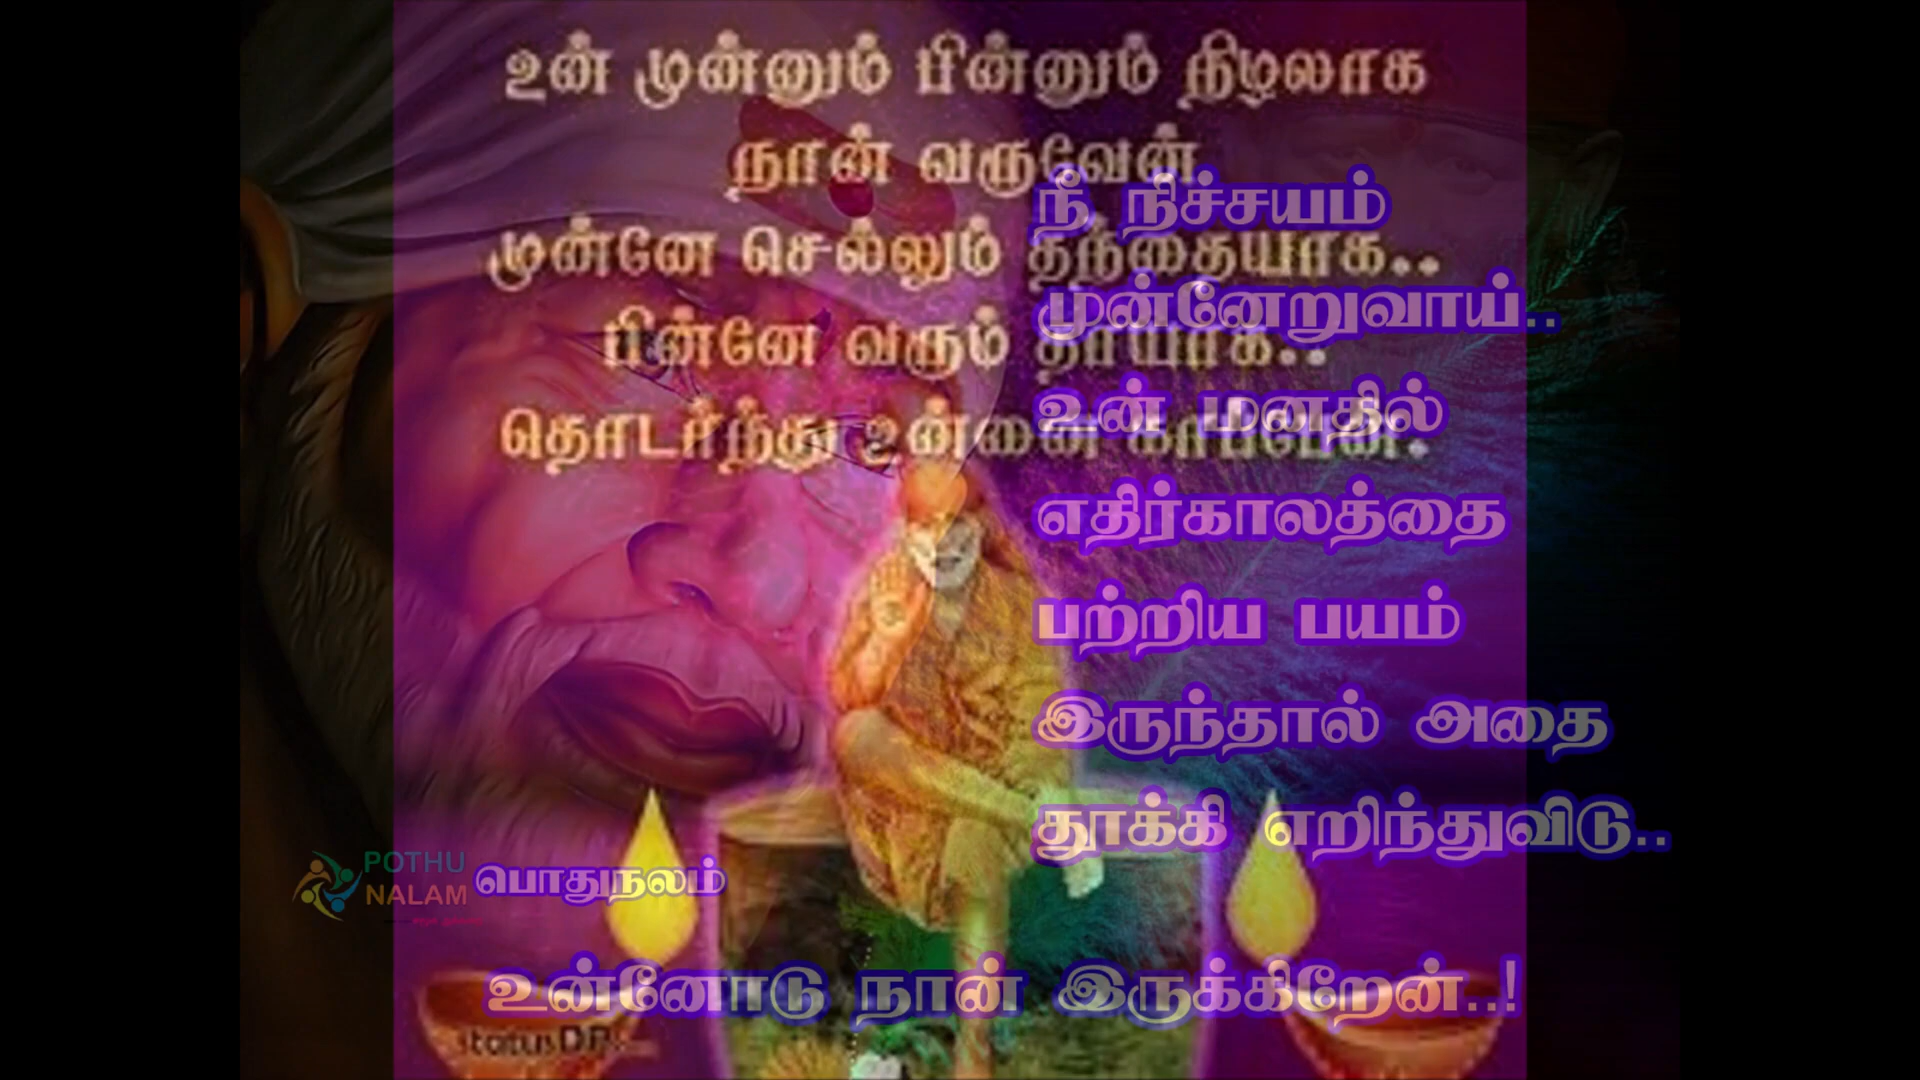 உன் முன்னும் பின்னும் நிழலாக
நான் வருவேன்
முன்னே செல்லும் தந்தையாக..
பின்னே வரும் தாயாக..
தொடர்ந்து உன்னை காப்பேன்.
நீ நிச்சயம்
முன்னேறுவாய்..
உன் மனதில்
எதிர்காலத்தை
பற்றிய பயம்
இருந்தால் அதை
தூக்கி எறிந்துவிடு..
உன்னோடு நான் இருக்கிறேன்..!
POTHU
NALAM
பொதுநலம்